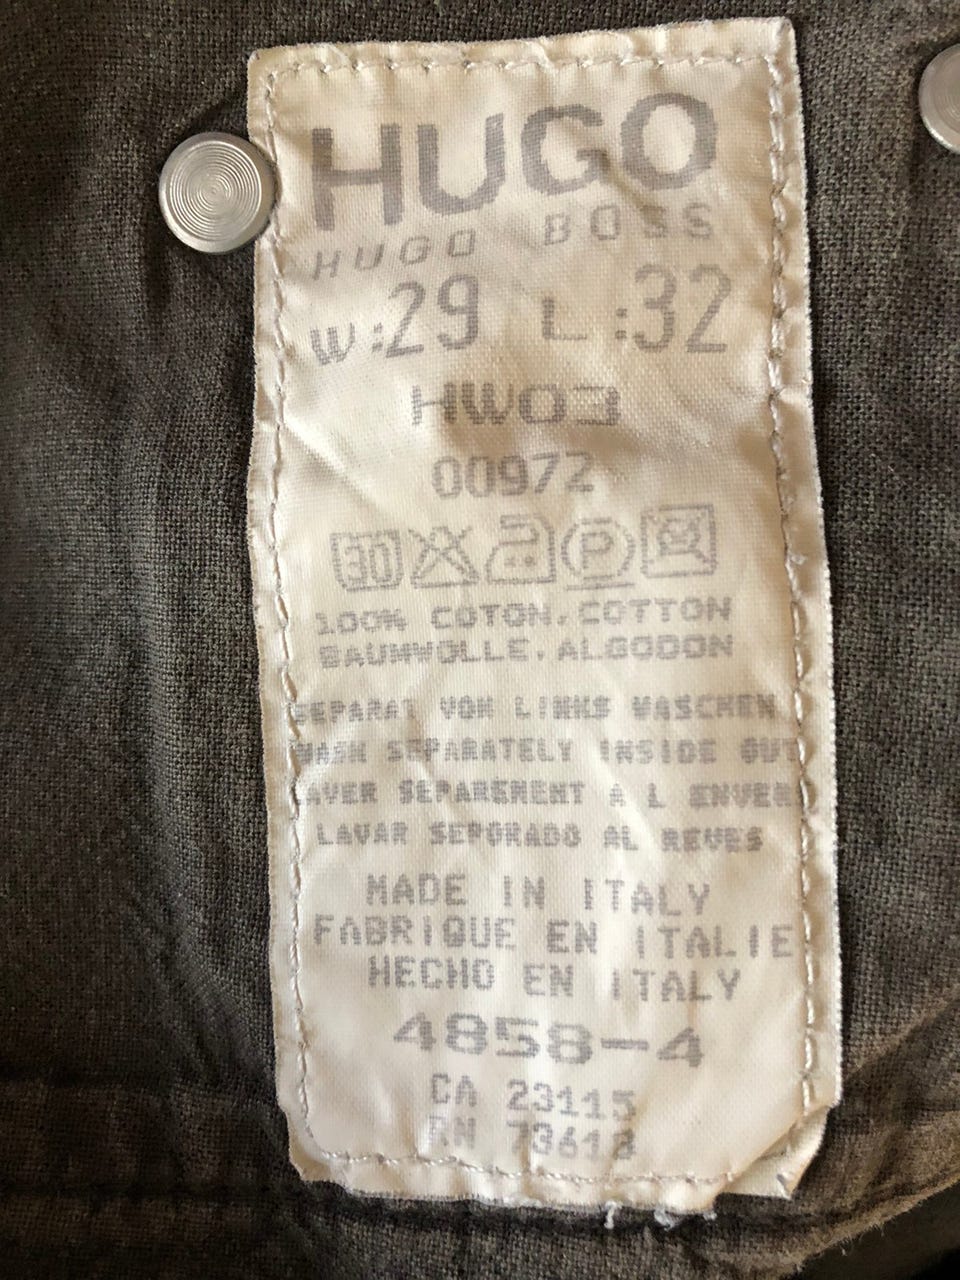 HUGO
HUGO BOSS
W:29 L:32
HW03
00972
30 P
100% COTON, COTTON
BAUMWOLLE, ALGODON
SEPARAT VON LINKS WASCHEN
WASH SEPARATELY INSIDE OUT
LAVER SEPAREMENT A L ENVERS
LAVAR SEPORADO AL REVES
MADE IN ITALY
FABRIQUE EN ITALIE
HECHO EN ITALY
4858-4
CA 23115
RN